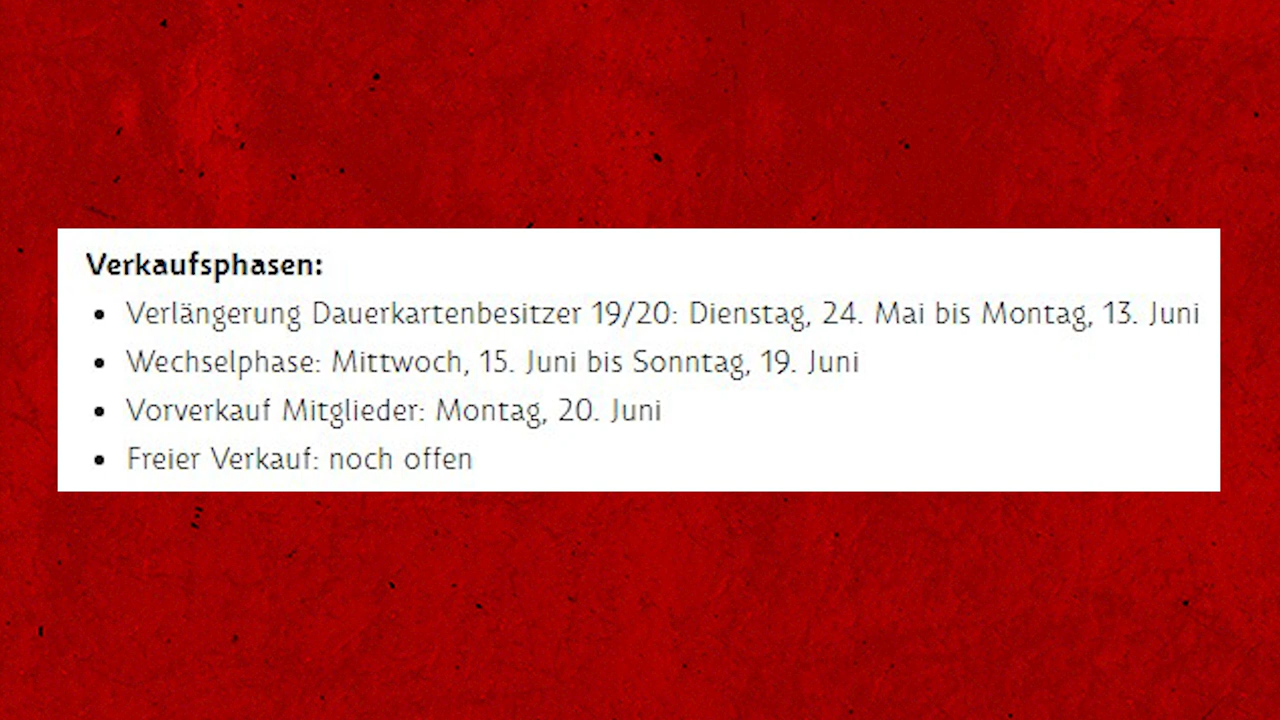 Verkaufsphasen:
• Verlängerung Dauerkartenbesitzer 19/20: Dienstag, 24. Mai bis Montag, 13. Juni
• Wechselphase: Mittwoch, 15. Juni bis Sonntag, 19. Juni
• Vorverkauf Mitglieder: Montag, 20. Juni
• Freier Verkauf: noch offen